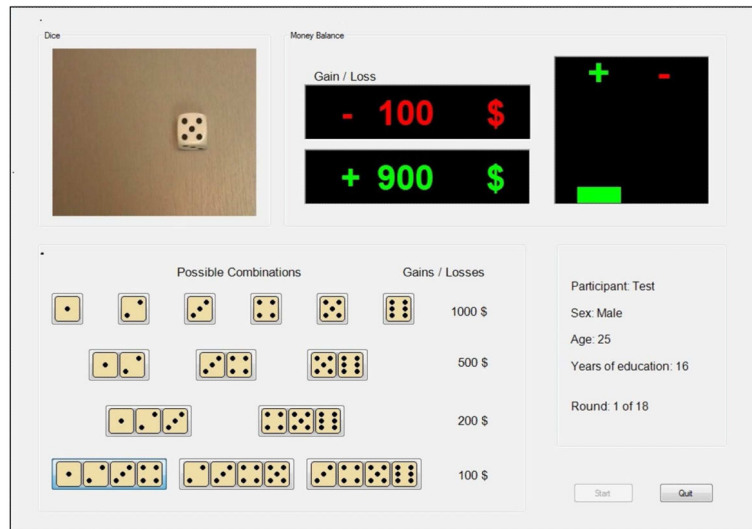 Dice
Money Balance
Gain / Loss
- 100 $
+ 900 $
+ -
Possible Combinations
Gains / Losses
1000 $
500 $
200 $
100 $
Participant: Test
Sex: Male
Age: 25
Years of education: 16
Round: 1 of 18
Start
Quit